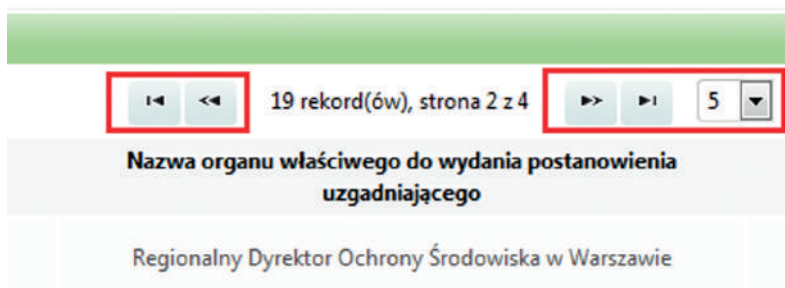 19 rekord(ów), strona 2 z 4 5
Nazwa organu właściwego do wydania postanowienia
uzgadniającego
Regionalny Dyrektor Ochrony Środowiska w Warszawie